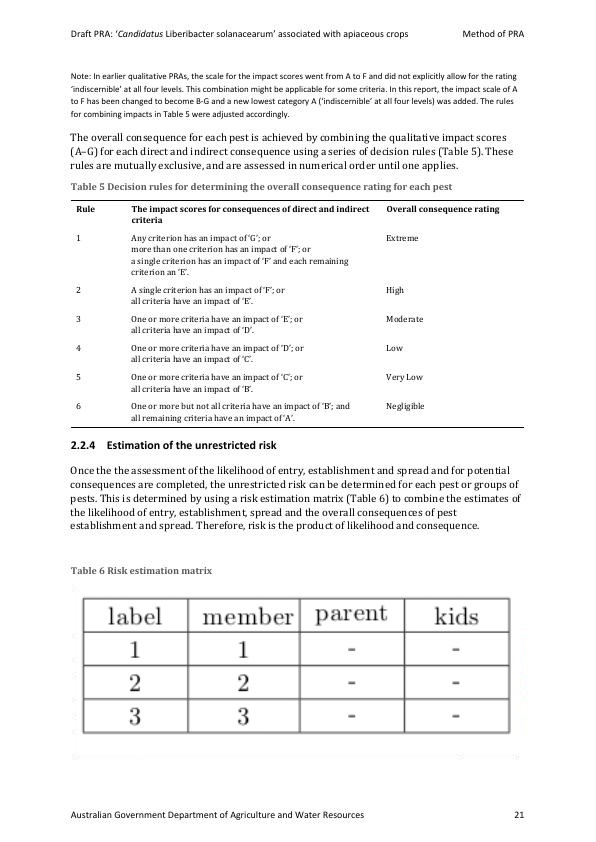 Draft PRA: ‘Candidatus Liberibacter solanacearum’ associated with apiaceous crops Method of PRA
Note: In earlier qualitative PRAs, the scale for the impact scores went from A to F and did not explicitly allow for the rating
‘indiscernible’ at all four levels. This combination might be applicable for some criteria. In this report, the impact scale of A
to F has been changed to become B-G and a new lowest category A (‘indiscernible’ at all four levels) was added. The rules
for combining impacts in Table 5 were adjusted accordingly.
The overall consequence for each pest is achieved by combining the qualitative impact scores
(A–G) for each direct and indirect consequence using a series of decision rules (Table 5). These
rules are mutually exclusive, and are assessed in numerical order until one applies.
Table 5 Decision rules for determining the overall consequence rating for each pest
Rule The impact scores for consequences of direct and indirect Overall consequence rating
criteria
1 Any criterion has an impact of ‘G’; or Extreme
more than one criterion has an impact of ‘F’; or
a single criterion has an impact of ‘F’ and each remaining
criterion an ‘E’.
2 A single criterion has an impact of ‘F’; or High
all criteria have an impact of ‘E’.
3 One or more criteria have an impact of ‘E’; or Moderate
all criteria have an impact of ‘D’.
4 One or more criteria have an impact of ‘D’; or Low
all criteria have an impact of ‘C’.
5 One or more criteria have an impact of ‘C’; or Very Low
all criteria have an impact of ‘B’.
6 One or more but not all criteria have an impact of ‘B’; and Negligible
all remaining criteria have an impact of ‘A’.
2.2.4 Estimation of the unrestricted risk
Once the the assessment of the likelihood of entry, establishment and spread and for potential
consequences are completed, the unrestricted risk can be determined for each pest or groups of
pests. This is determined by using a risk estimation matrix (Table 6) to combine the estimates of
the likelihood of entry, establishment, spread and the overall consequences of pest
establishment and spread. Therefore, risk is the product of likelihood and consequence.
Table 6 Risk estimation matrix
label member parent kids
1 1 - -
2 2 - -
3 3 - -
Australian Government Department of Agriculture and Water Resources 21